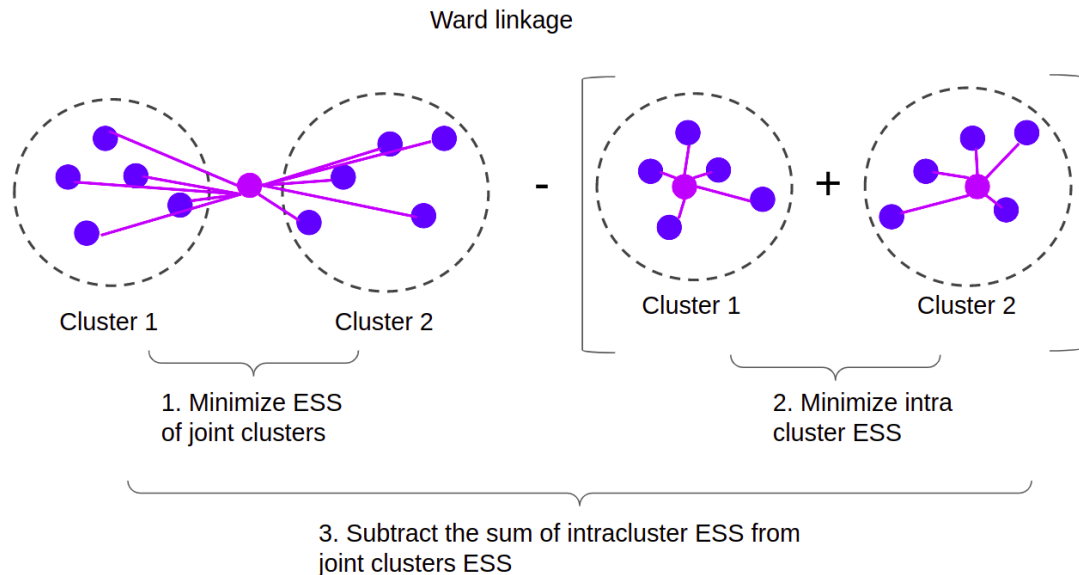 Ward linkage
-
+
Cluster 1
Cluster 2
Cluster 1
Cluster 2
1. Minimize ESS
of joint clusters
2. Minimize intra
cluster ESS
3. Subtract the sum of intracluster ESS from
joint clusters ESS